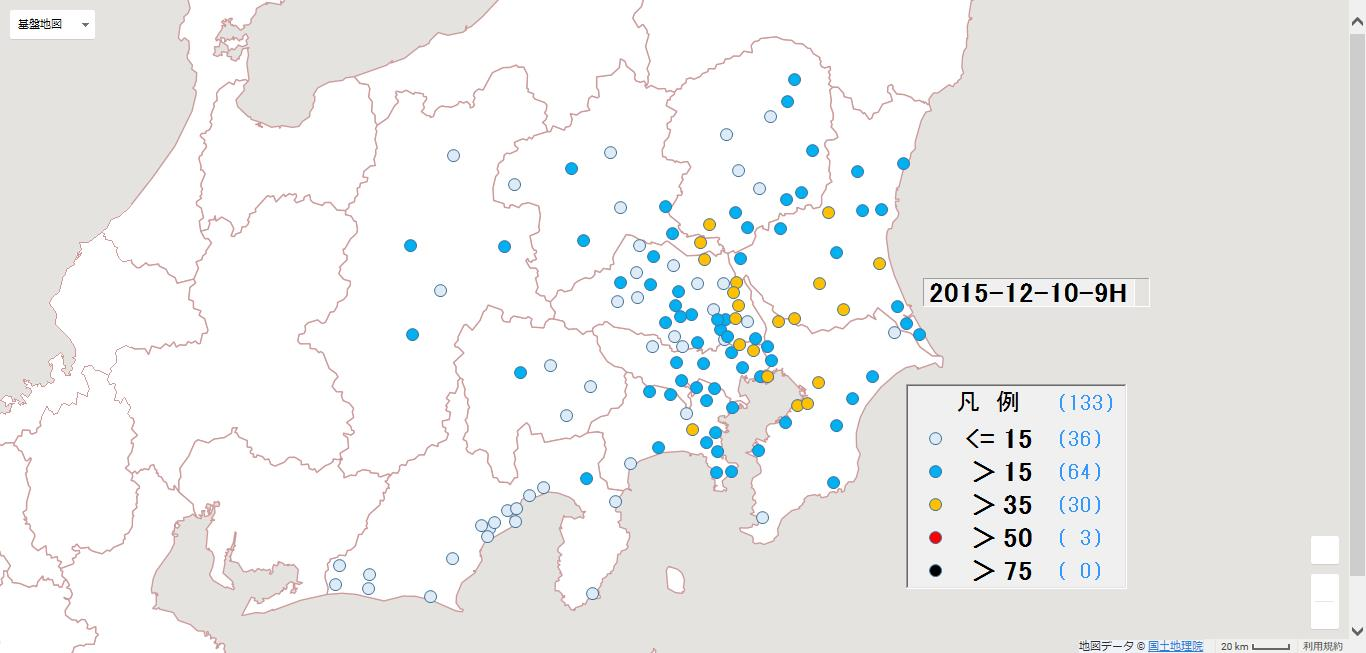 基盤地図
2015-12-10-9H
凡 例 (133)
<= 15 (36)
> 15 (64)
> 35 (30)
> 50 ( 3)
> 75 ( 0)
地図データ © 国土地理院 20 km 利用規約